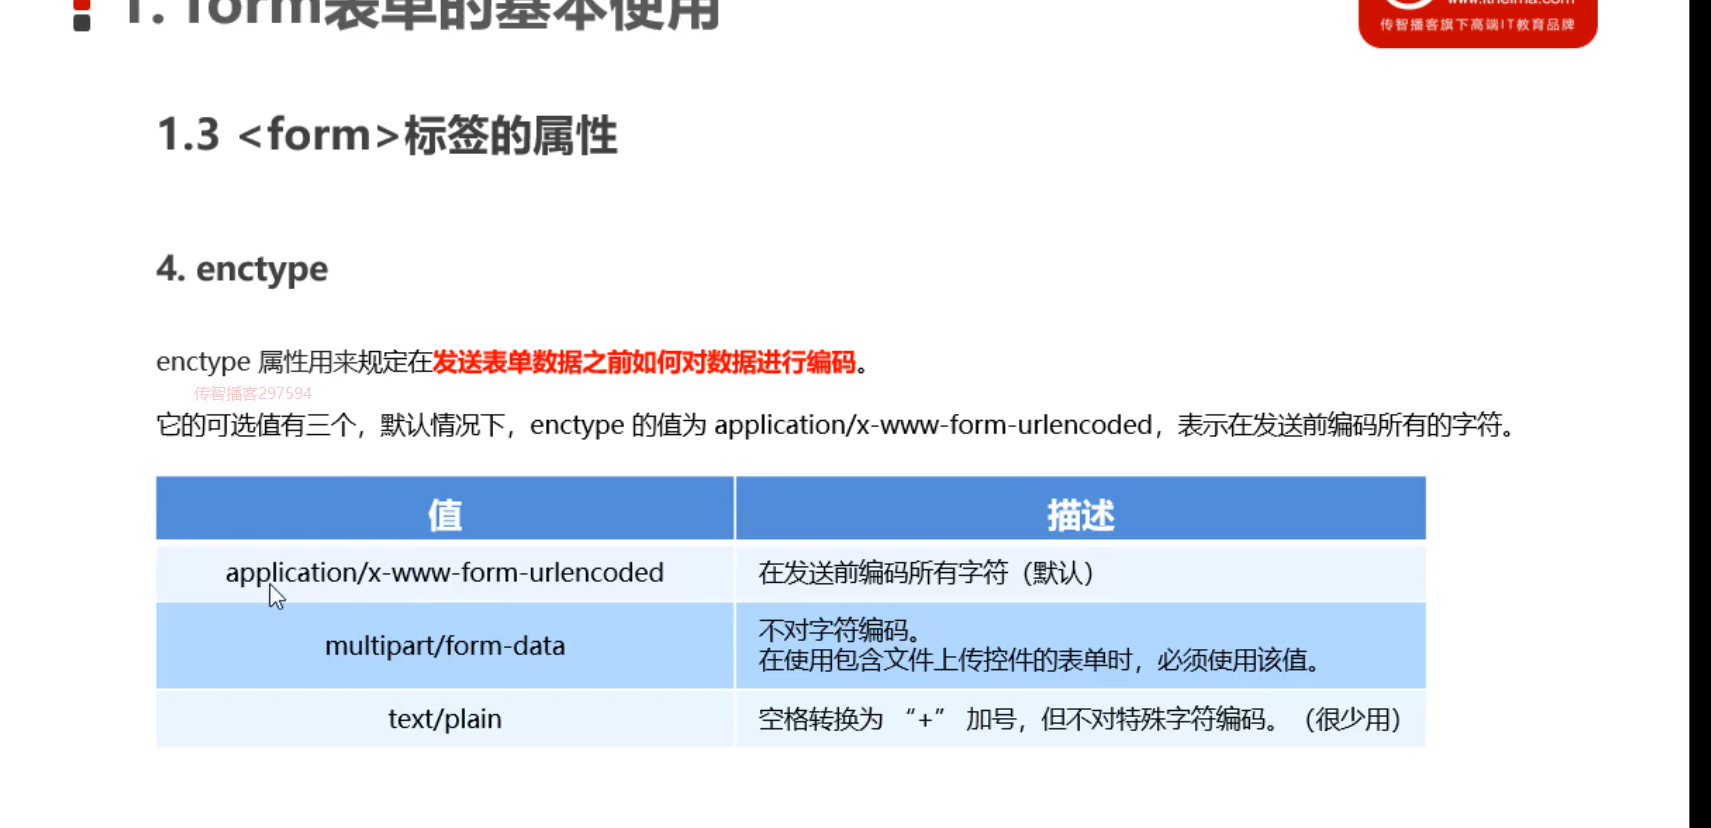 1. form表单的基本使用
www.itheima.com
传智播客旗下高端IT教育品牌
1.3 <form>标签的属性
4. enctype
enctype 属性用来规定在发送表单数据之前如何对数据进行编码。
传智播客297594
它的可选值有三个，默认情况下，enctype 的值为 application/x-www-form-urlencoded，表示在发送前编码所有的字符。
值 描述
application/x-www-form-urlencoded 在发送前编码所有字符（默认）
multipart/form-data 不对字符编码。
在使用包含文件上传控件的表单时，必须使用该值。
text/plain 空格转换为 “+” 加号，但不对特殊字符编码。（很少用）